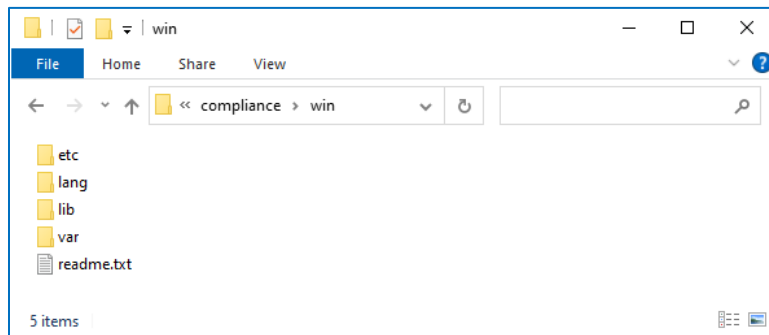 win
File Home Share View ?
« compliance › win
etc
lang
lib
var
readme.txt
5 items